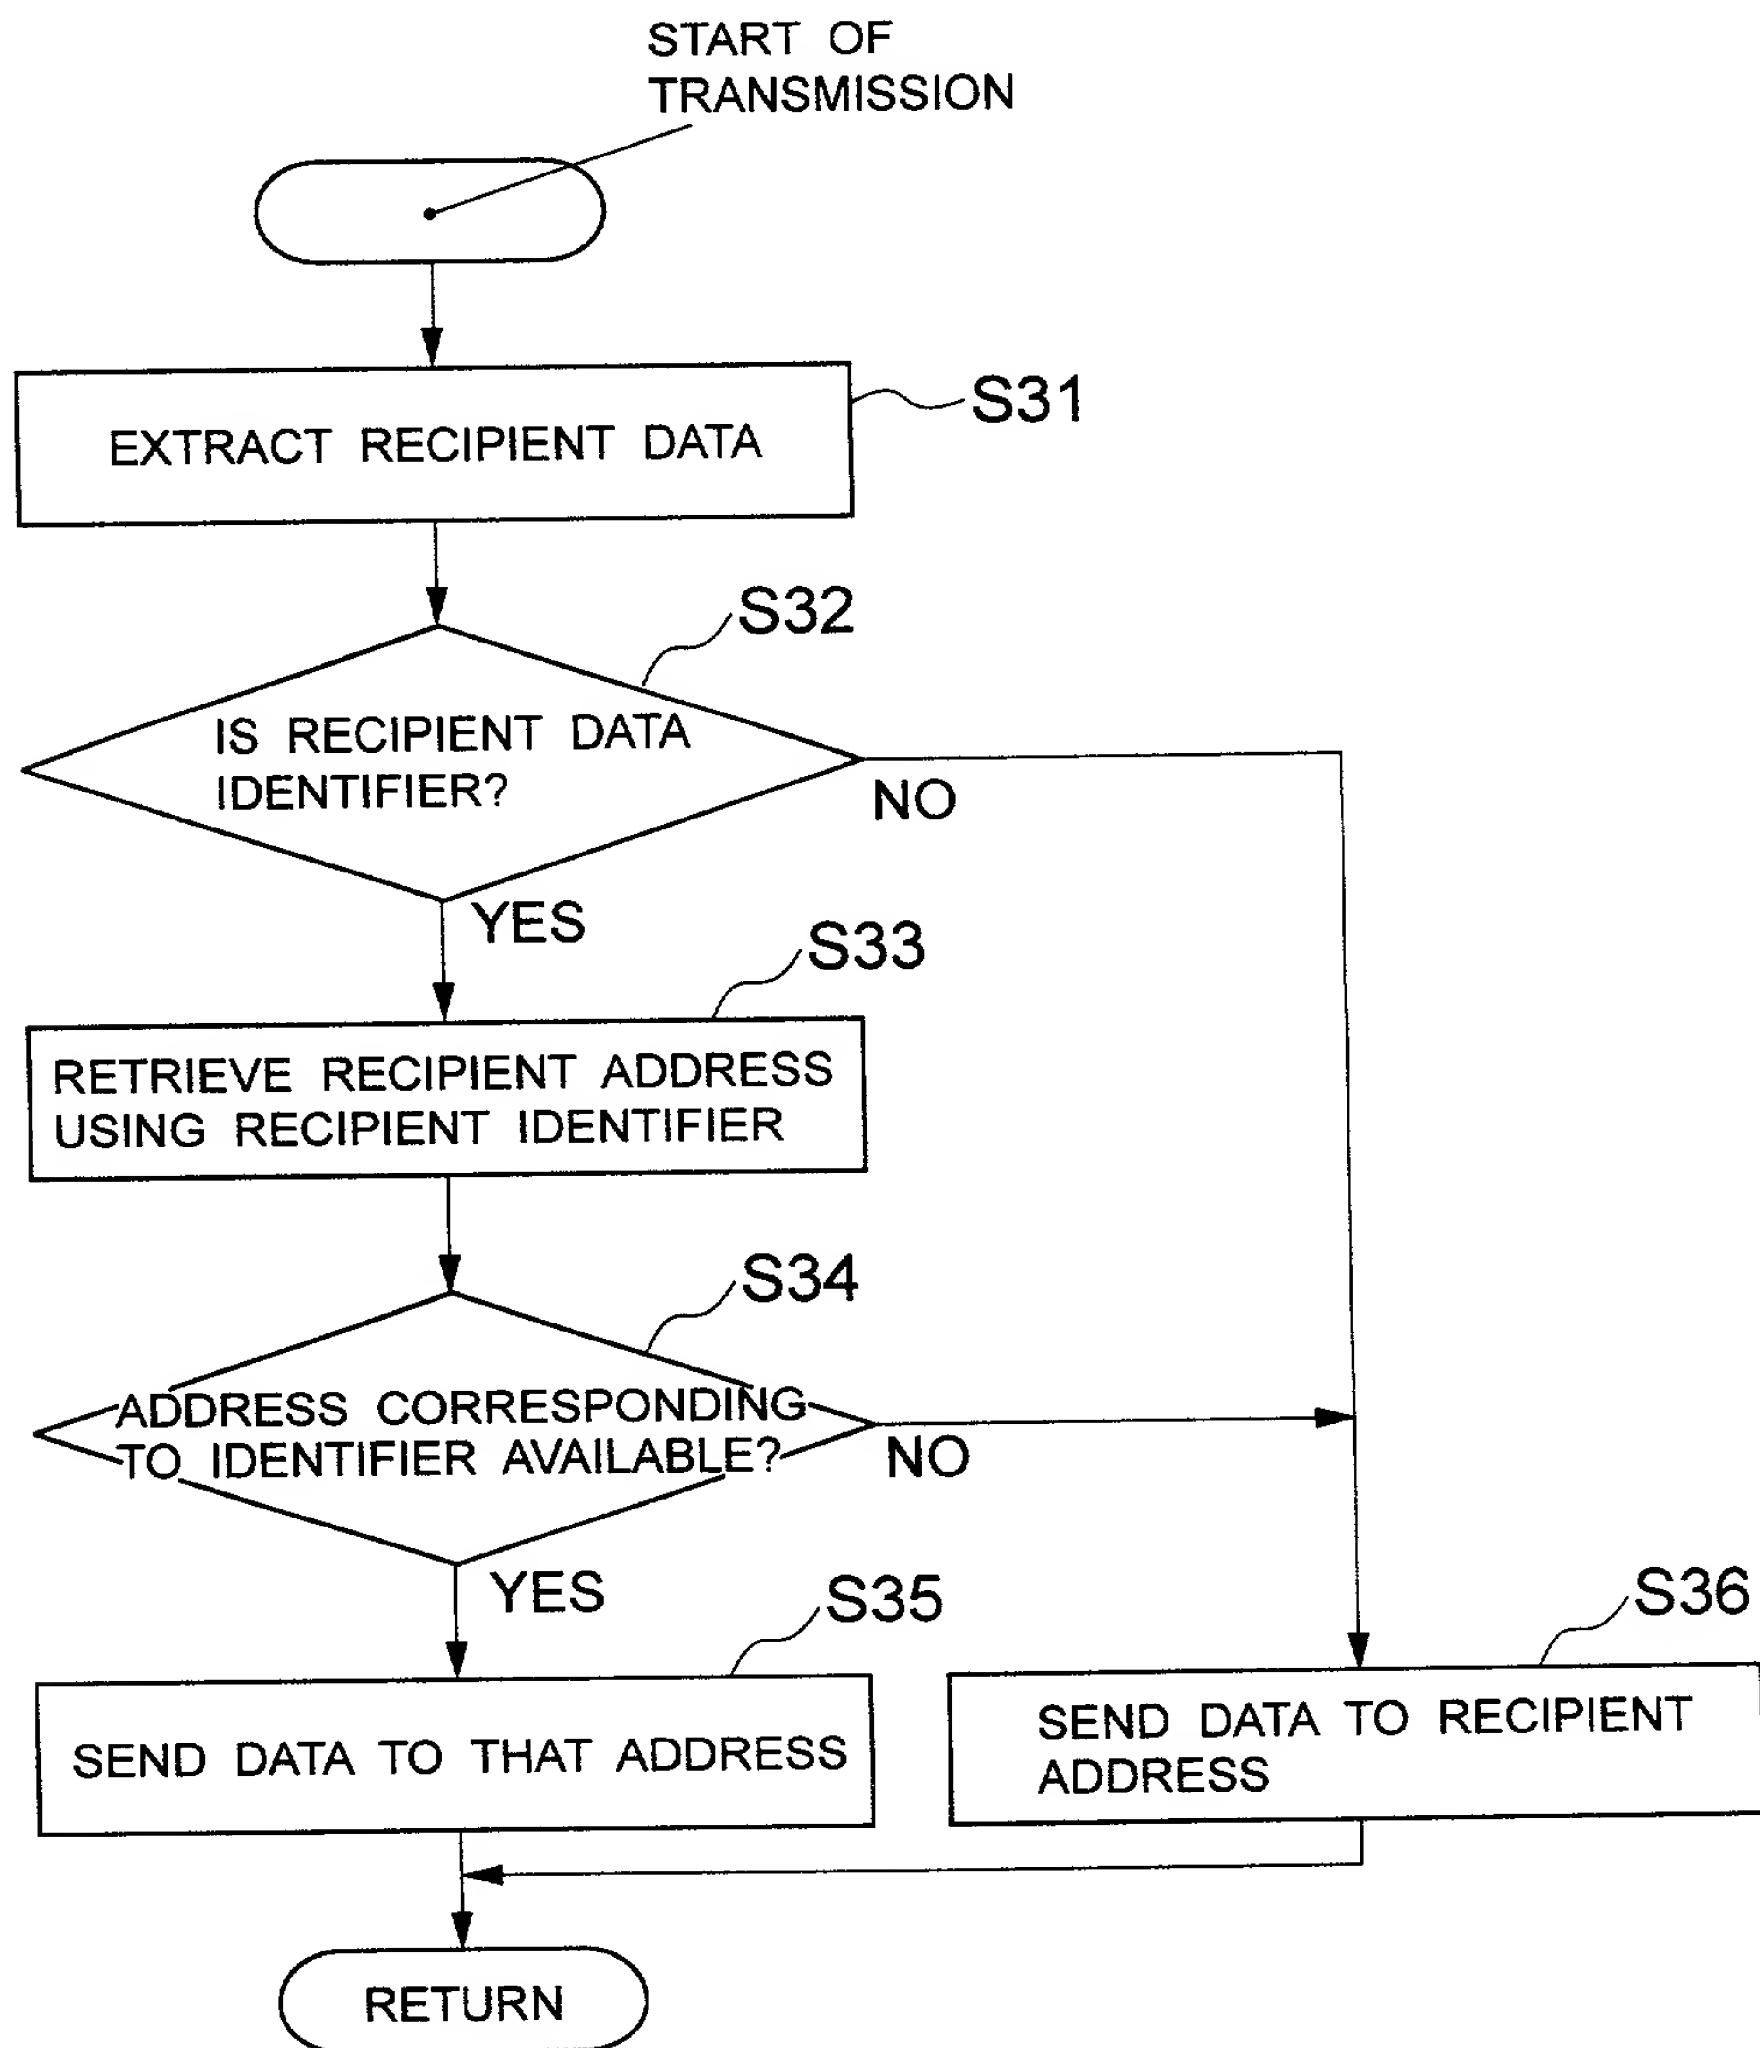 START OF
TRANSMISSION
S31
EXTRACT RECIPIENT DATA
S32
IS RECIPIENT DATA
IDENTIFIER?
NO
YES
S33
RETRIEVE RECIPIENT ADDRESS
USING RECIPIENT IDENTIFIER
S34
ADDRESS CORRESPONDING
TO IDENTIFIER AVAILABLE?
NO
YES
S35
S36
SEND DATA TO THAT ADDRESS
SEND DATA TO RECIPIENT
ADDRESS
RETURN